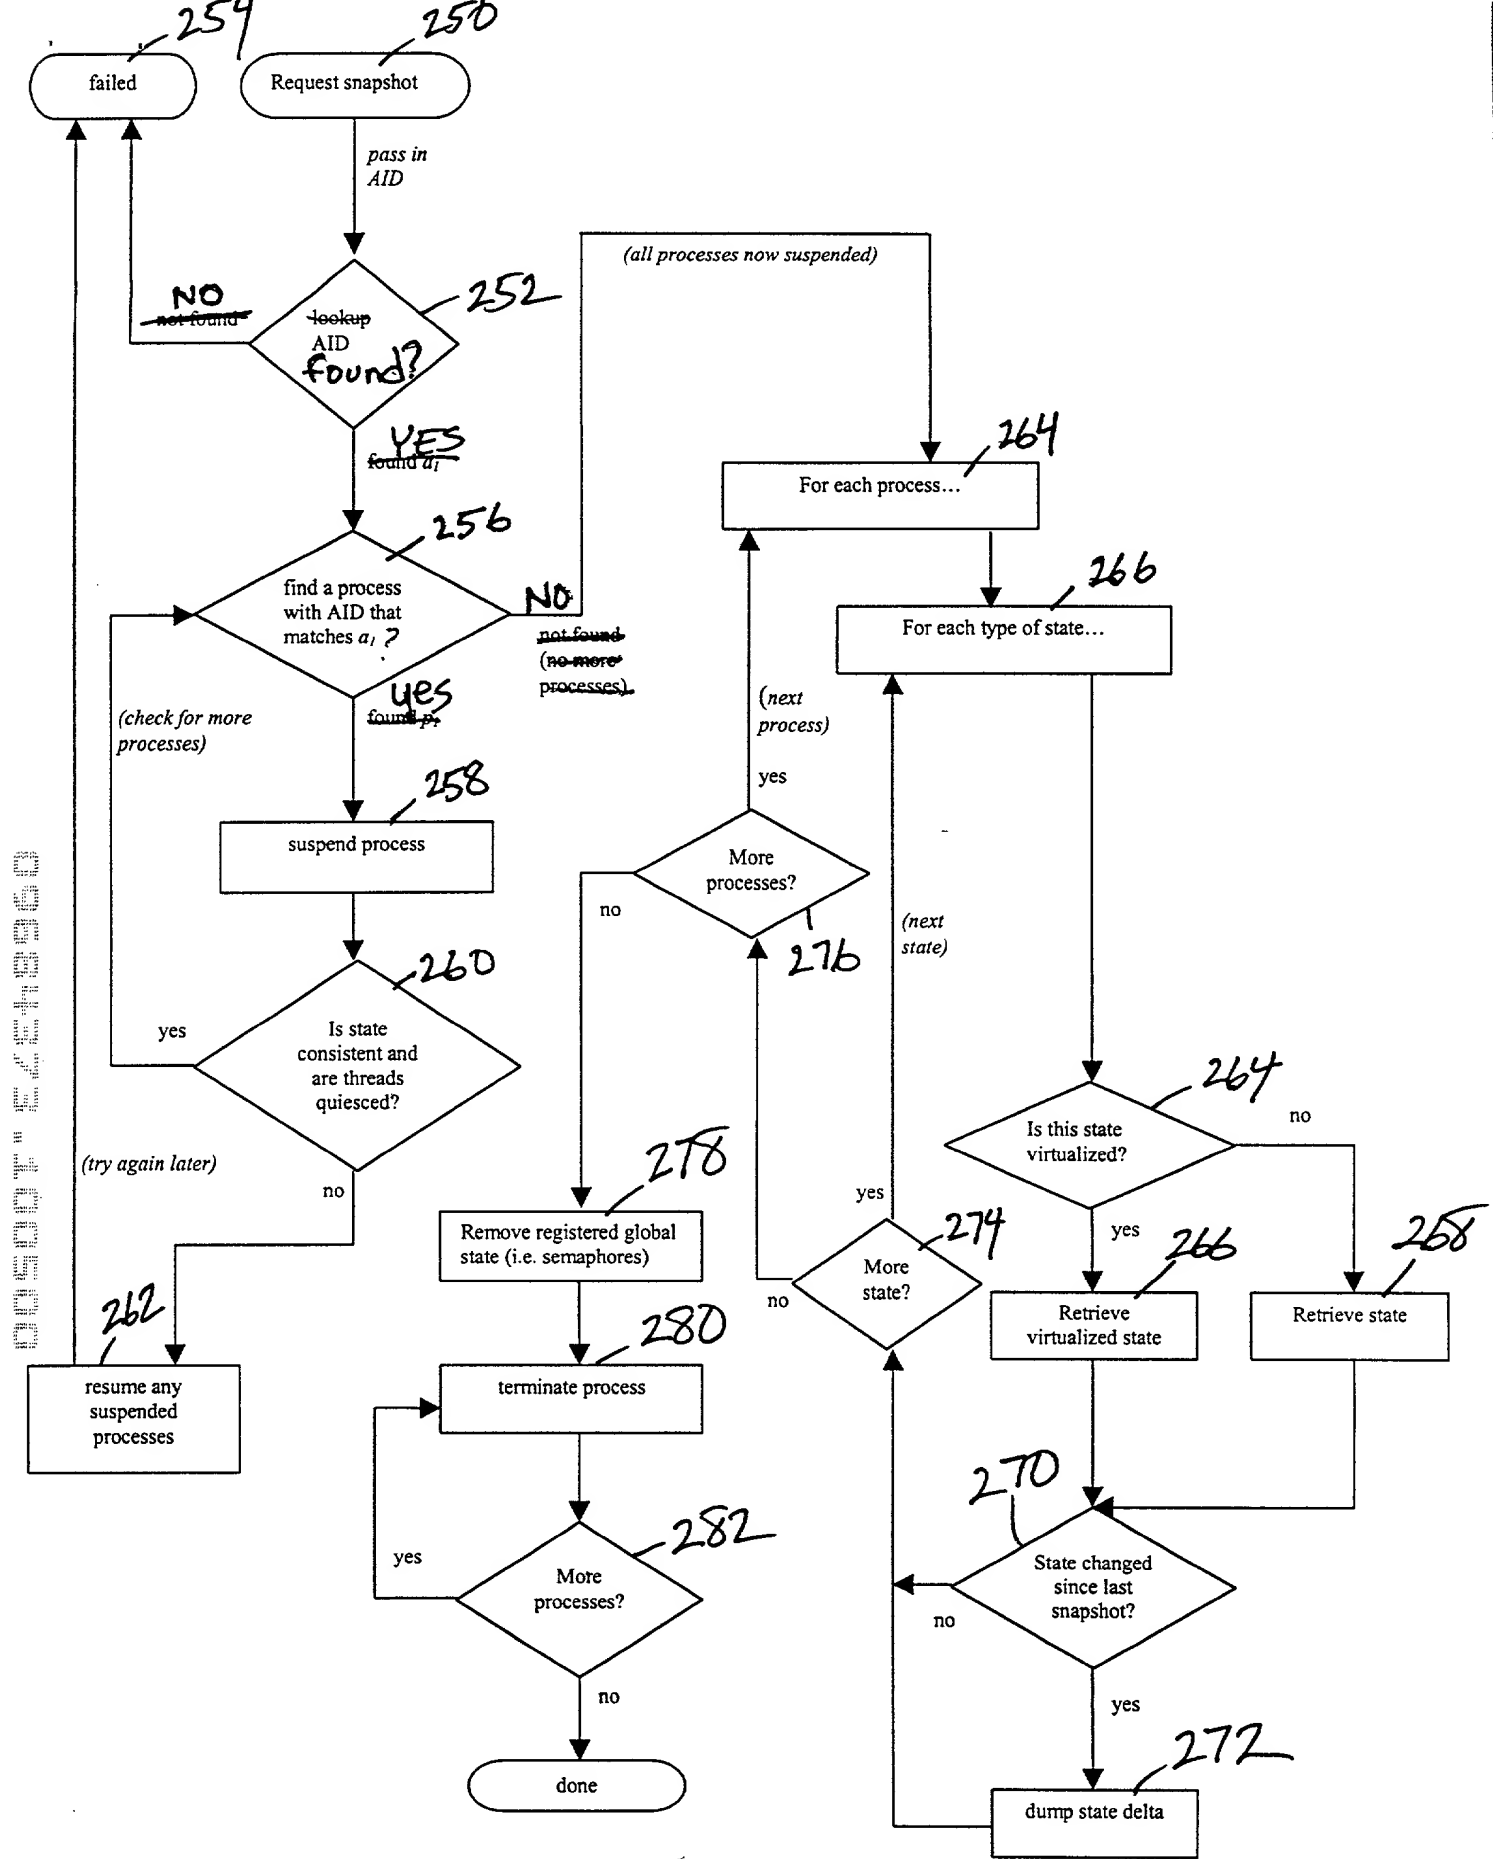 254
250
failed
Request snapshot
pass in
AID
(all processes now suspended)
NO
not found
252
lookup
AID
found?
YES
found a1
264
For each process...
256
find a process
with AID that
matches a1 ?
NO
not found
(no more
processes)
266
For each type of state...
yes
found p1
(check for more
processes)
(next
process)
yes
258
suspend process
More
processes?
no
276
(next
state)
260
Is state
consistent and
are threads
quiesced?
yes
no
(try again later)
264
Is this state
virtualized?
no
yes
278
Remove registered global
state (i.e. semaphores)
yes
274
More
state?
no
266
Retrieve
virtualized state
268
Retrieve state
262
resume any
suspended
processes
280
terminate process
270
State changed
since last
snapshot?
no
yes
282
More
processes?
yes
no
done
272
dump state delta